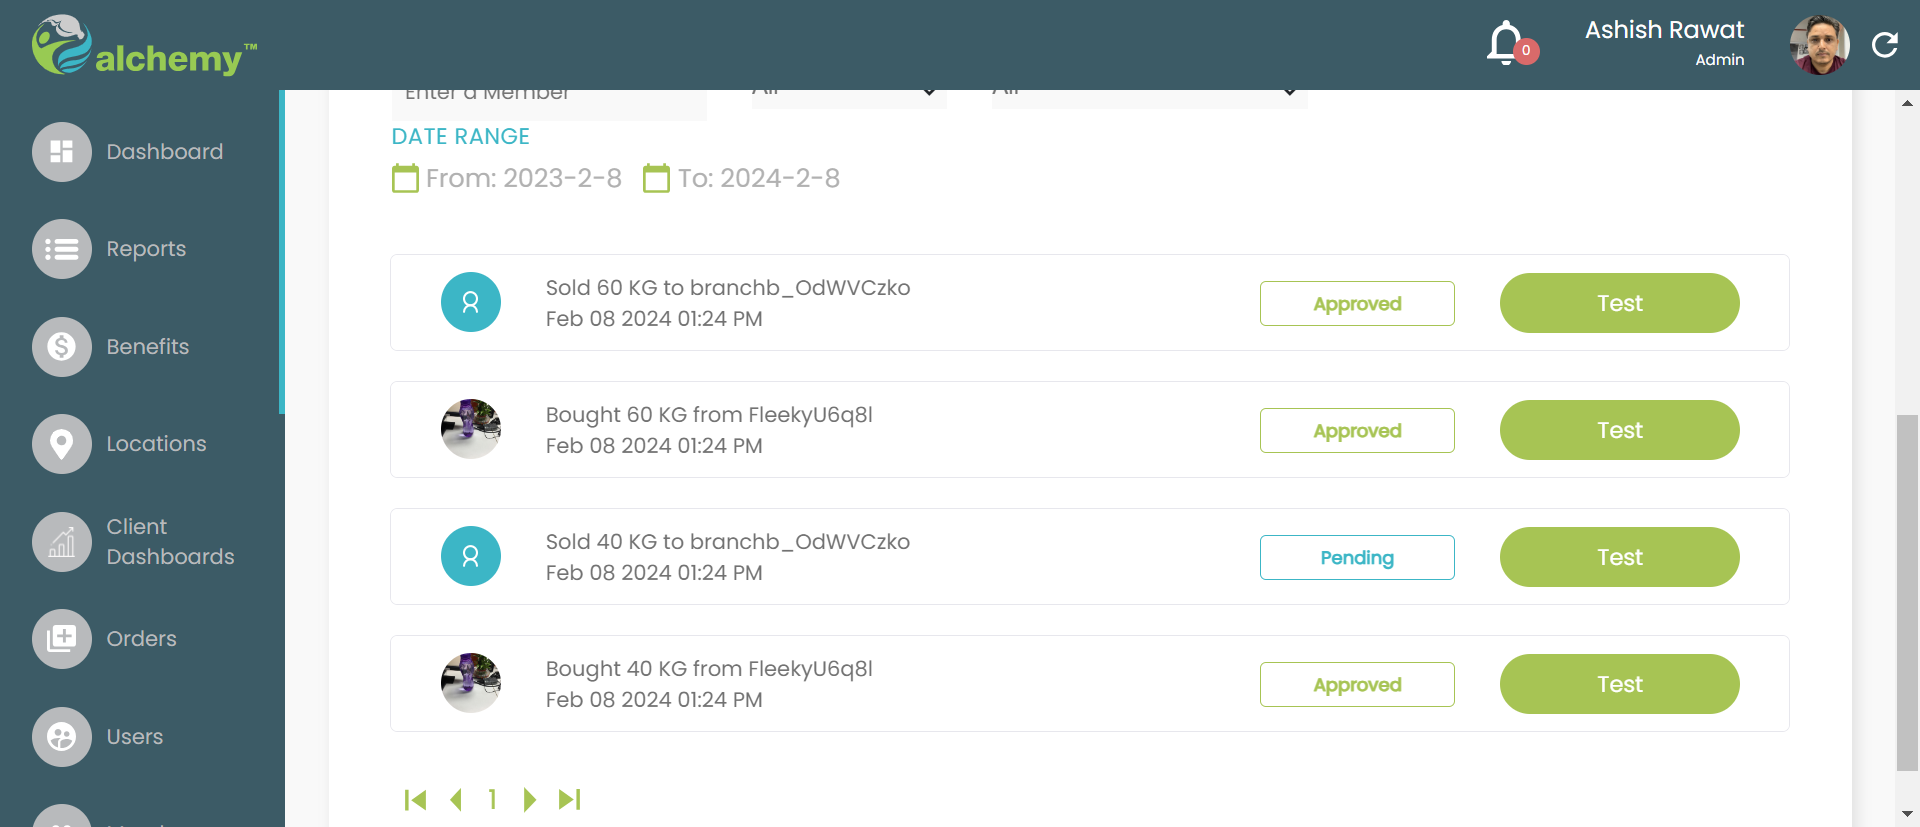 alchemy™
0
Ashish Rawat
Admin
Dashboard
Reports
Benefits
Locations
Client
Dashboards
Orders
Users
Enter a Member
All
All
DATE RANGE
From: 2023-2-8
To: 2024-2-8
Sold 60 KG to branchb_OdWVCzko
Feb 08 2024 01:24 PM
Approved
Test
Bought 60 KG from FleekyU6q8l
Feb 08 2024 01:24 PM
Approved
Test
Sold 40 KG to branchb_OdWVCzko
Feb 08 2024 01:24 PM
Pending
Test
Bought 40 KG from FleekyU6q8l
Feb 08 2024 01:24 PM
Approved
Test
1